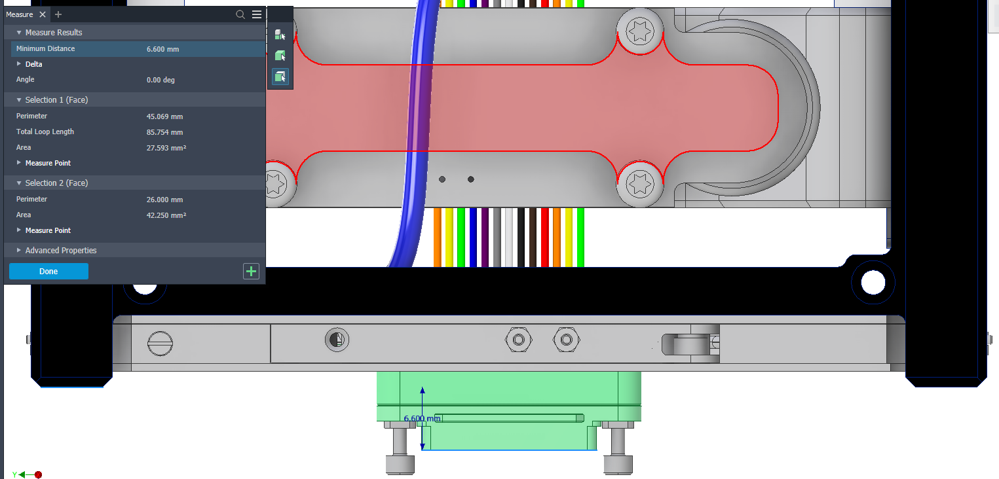 Measure
Measure Results
Minimum Distance 6.600 mm
Delta
Angle 0.00 deg
Selection 1 (Face)
Perimeter 45.069 mm
Total Loop Length 85.754 mm
Area 27.593 mm²
Measure Point
Selection 2 (Face)
Perimeter 26.000 mm
Area 42.250 mm²
Measure Point
Advanced Properties
Done
6.600 mm
Y